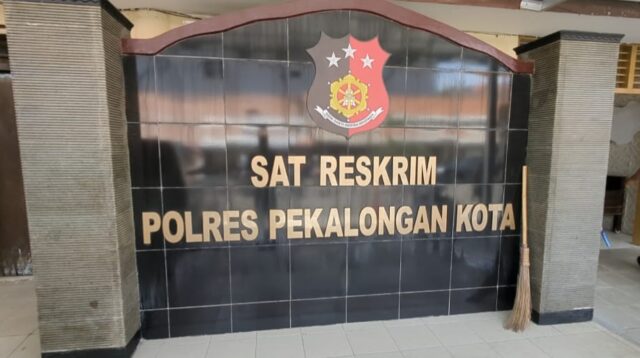 SAT RESKRIM
POLRES PEKALONGAN KOTA